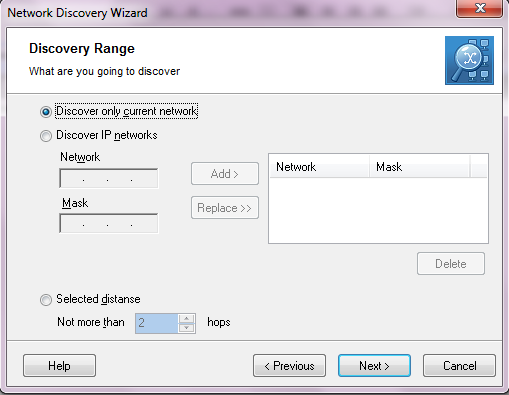 Network Discovery Wizard
Discovery Range
What are you going to discover
Discover only current network
Discover IP networks
Network
. . .
Mask
. . .
Add >
Replace >>
Network Mask
Delete
Selected distanse
Not more than 2 hops
Help
< Previous
Next >
Cancel